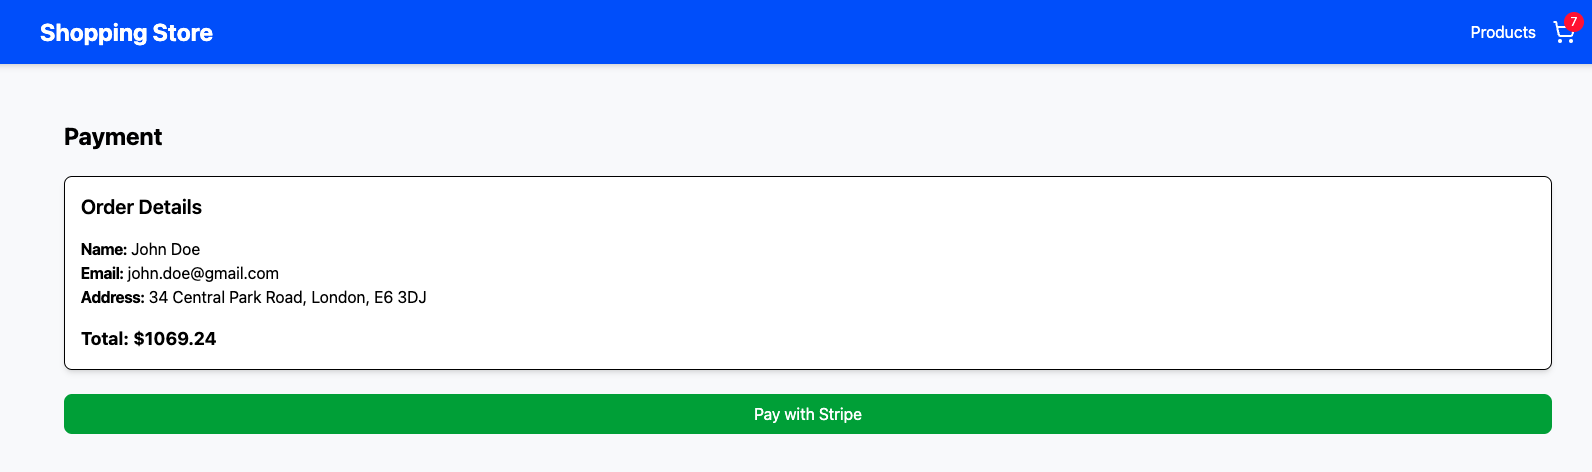 Shopping Store
Products
7
Payment
Order Details
Name: John Doe
Email: john.doe@gmail.com
Address: 34 Central Park Road, London, E6 3DJ
Total: $1069.24
Pay with Stripe